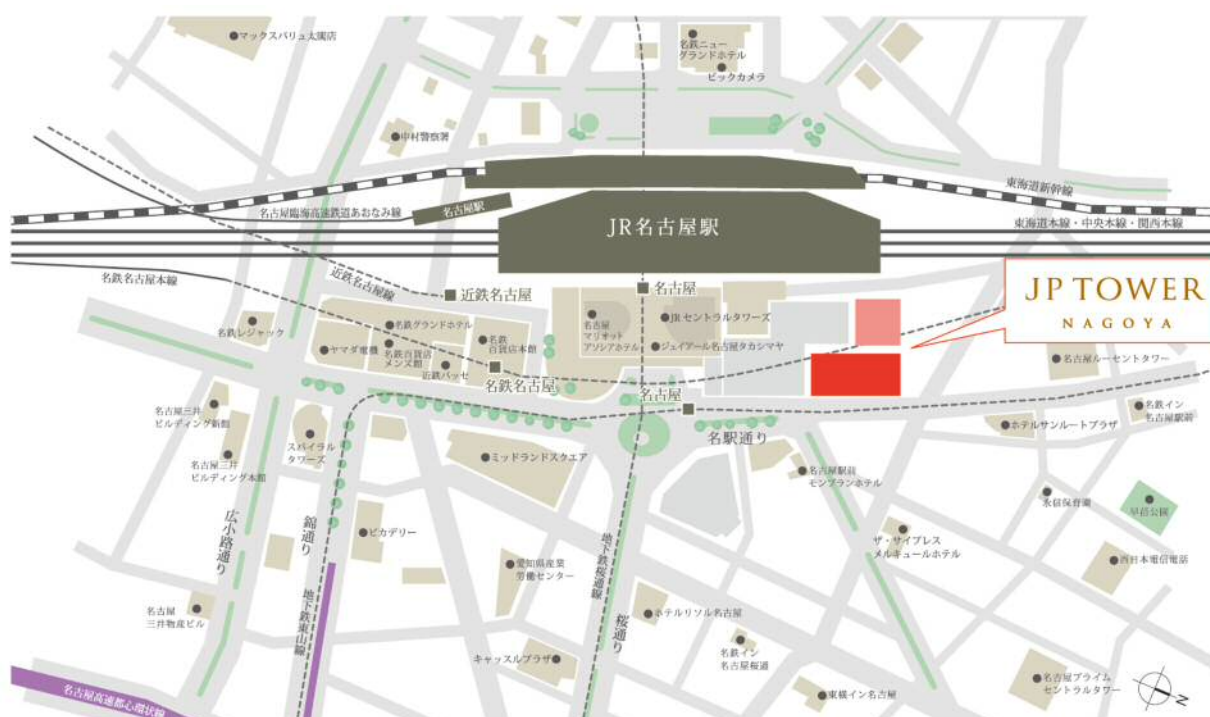 マックスバリュ太閤店
名鉄ニュー
グランドホテル
ビックカメラ
中村警察署
東海道新幹線
名古屋臨海高速鉄道あおなみ線
名古屋駅
JR名古屋駅
東海道本線・中央本線・関西本線
名鉄名古屋本線
近鉄名古屋線
近鉄名古屋
名古屋
JP TOWER
NAGOYA
名鉄レジャック
名鉄グランドホテル
ヤマダ電機
名鉄百貨店
メンズ館
名鉄
百貨店本館
近鉄パッセ
名古屋
マリオット
アソシアホテル
JRセントラルタワーズ
ジェイアール名古屋タカシマヤ
名古屋ルーセントタワー
名鉄名古屋
名古屋
名駅通り
名鉄イン
名古屋駅前
ホテルサンルートプラザ
名古屋三井
ビルディング新館
名古屋三井
ビルディング本館
スパイラル
タワーズ
ミッドランドスクエア
名古屋駅前
モンブランホテル
永信保育園
早苗公園
広小路通り
錦通り
ピカデリー
地下鉄東山線
愛知県産業
労働センター
地下鉄桜通線
桜通り
ザ・サイプレス
メルキュールホテル
西日本電信電話
名古屋
三井物産ビル
ホテルリソル名古屋
名鉄イン
名古屋桜通
キャッスルプラザ
東横イン名古屋
名古屋プライム
セントラルタワー
名古屋高速都心環状線
N